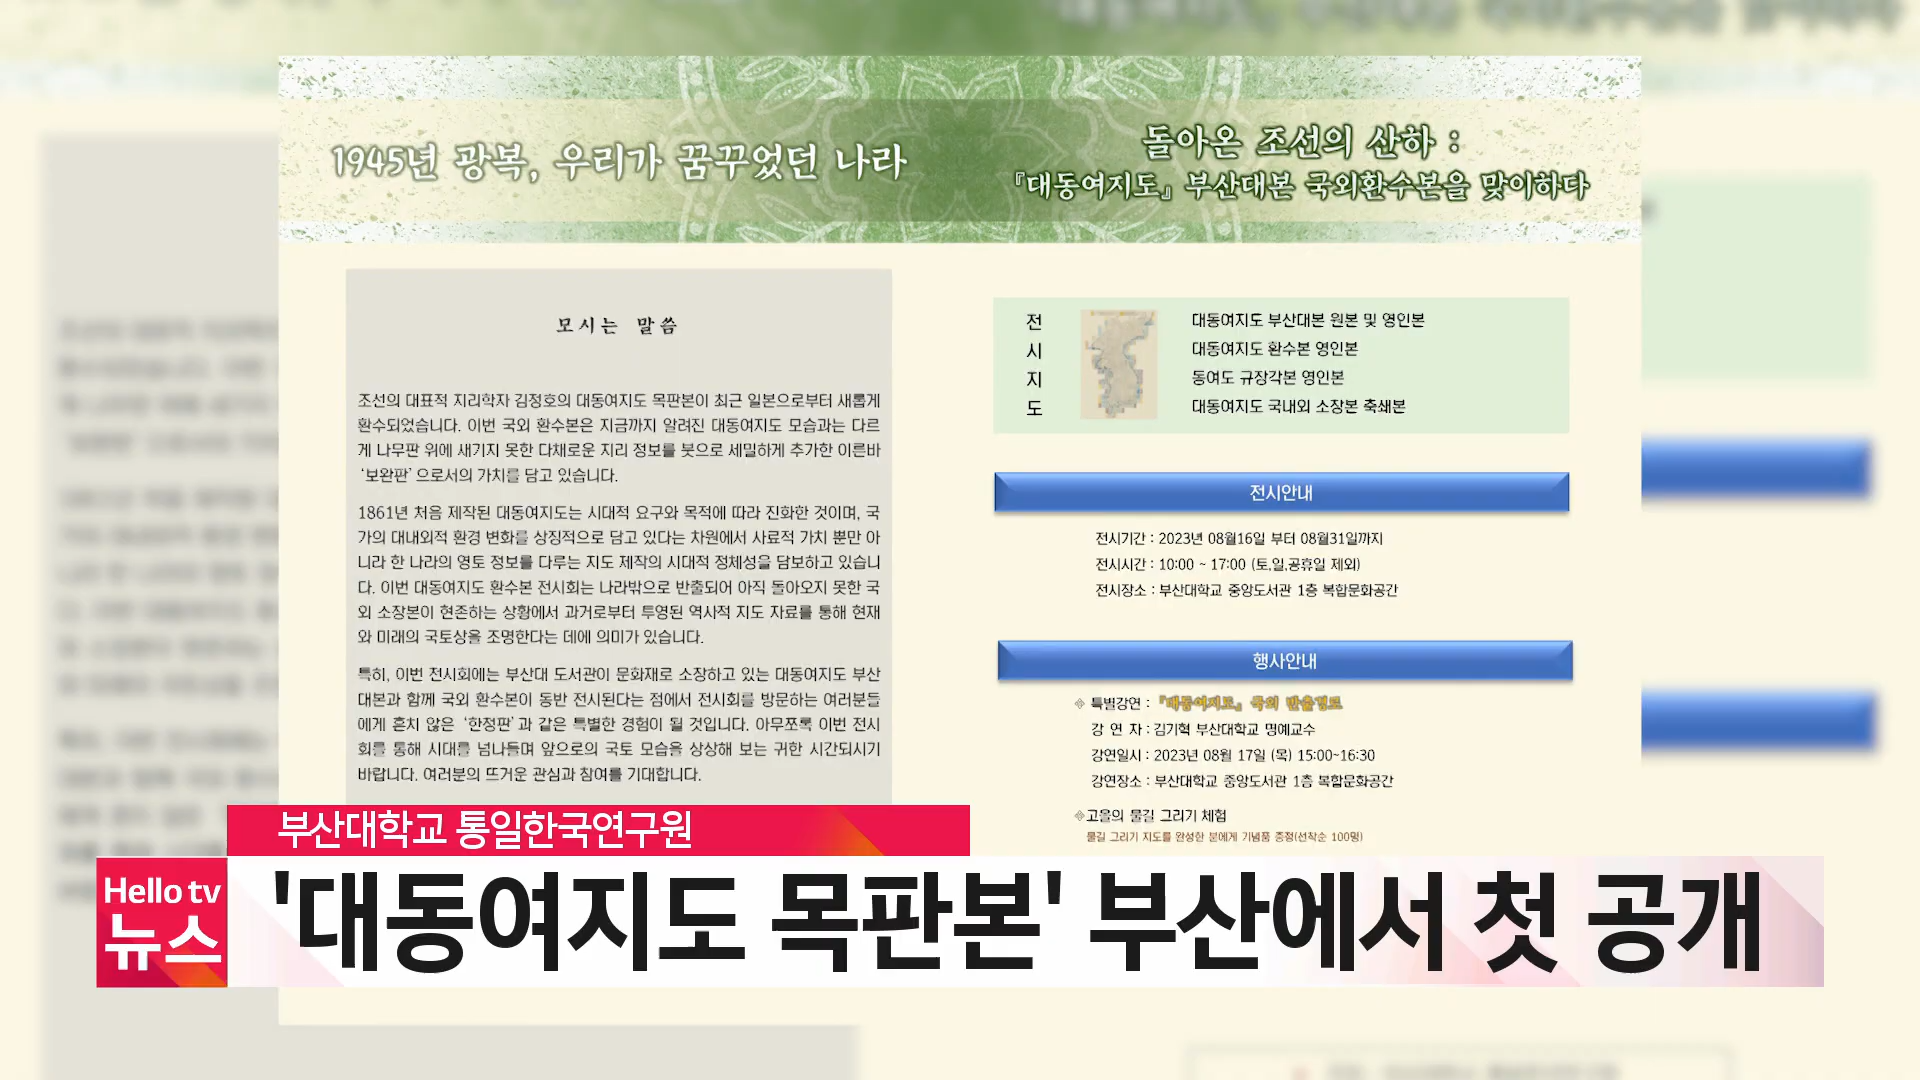 1945년 광복, 우리가 꿈꾸었던 나라
돌아온 조선의 산하 :
『대동여지도』 부산대본 국외환수본을 맞이하다
모시는 말씀
조선의 대표적 지리학자 김정호의 대동여지도 목판본이 최근 일본으로부터 새롭게
환수되었습니다. 이번 국외 환수본은 지금까지 알려진 대동여지도 모습과는 다르
게 나무판 위에 새기지 못한 다채로운 지리 정보를 붓으로 세밀하게 추가한 이른바
‘보완판’으로서의 가치를 담고 있습니다.
1861년 처음 제작된 대동여지도는 시대적 요구와 목적에 따라 진화한 것이며, 국
가의 대내외적 환경 변화를 상징적으로 담고 있다는 차원에서 사료적 가치 뿐만 아
니라 한 나라의 영토 정보를 다루는 지도 제작의 시대적 정체성을 담보하고 있습니
다. 이번 대동여지도 환수본 전시회는 나라밖으로 반출되어 아직 돌아오지 못한 국
외 소장본이 현존하는 상황에서 과거로부터 투영된 역사적 지도 자료를 통해 현재
와 미래의 국토상을 조명한다는 데에 의미가 있습니다.
특히, 이번 전시회에는 부산대 도서관이 문화재로 소장하고 있는 대동여지도 부산
대본과 함께 국외 환수본이 동반 전시된다는 점에서 전시회를 방문하는 여러분들
에게 흔치 않은 ‘한정판’과 같은 특별한 경험이 될 것입니다. 아무쪼록 이번 전시
회를 통해 시대를 넘나들며 앞으로의 국토 모습을 상상해 보는 귀한 시간되시기
바랍니다. 여러분의 뜨거운 관심과 참여를 기대합니다.
전시지도
대동여지도 부산대본 원본 및 영인본
대동여지도 환수본 영인본
동여도 규장각본 영인본
대동여지도 국내외 소장본 축쇄본
전시안내
전시기간 : 2023년 08월16일 부터 08월31일까지
전시시간 : 10:00 ~ 17:00 (토,일,공휴일 제외)
전시장소 : 부산대학교 중앙도서관 1층 복합문화공간
행사안내
특별강연 : 『대동여지도』 국외 반출경로
강 연 자 : 김기혁 부산대학교 명예교수
강연일시 : 2023년 08월 17일 (목) 15:00~16:30
강연장소 : 부산대학교 중앙도서관 1층 복합문화공간
고을의 물길 그리기 체험
물길 그리기 지도를 완성한 분에게 기념품 증정(선착순 100명)
부산대학교 통일한국연구원
Hello tv
뉴스
'대동여지도 목판본' 부산에서 첫 공개